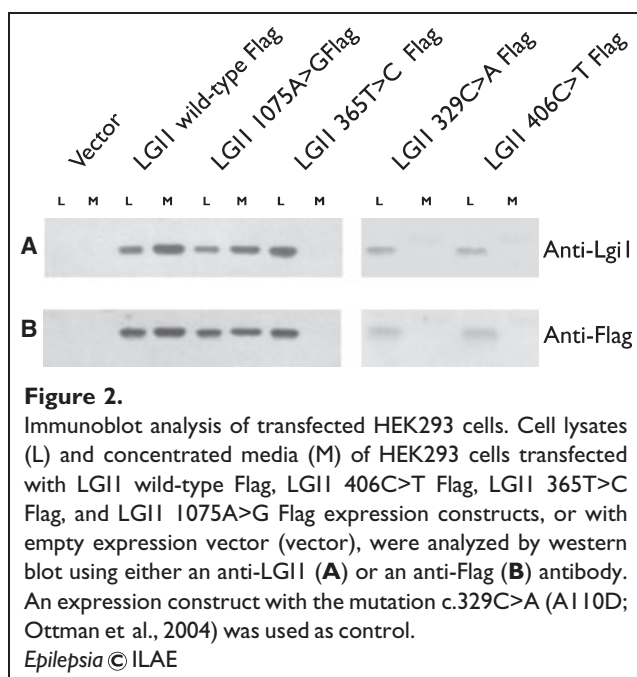 Vector
LGI1 wild-type Flag
LGI1 1075A>GFlag
LGI1 365T>C Flag
LGI1 329C>A Flag
LGI1 406C>T Flag
L M L M L M L M L M L M
A Anti-Lgi1
B Anti-Flag
Figure 2.
Immunoblot analysis of transfected HEK293 cells. Cell lysates
(L) and concentrated media (M) of HEK293 cells transfected
with LGI1 wild-type Flag, LGI1 406C>T Flag, LGI1 365T>C
Flag, and LGI1 1075A>G Flag expression constructs, or with
empty expression vector (vector), were analyzed by western
blot using either an anti-LGI1 (A) or an anti-Flag (B) antibody.
An expression construct with the mutation c.329C>A (A110D;
Ottman et al., 2004) was used as control.
Epilepsia © ILAE